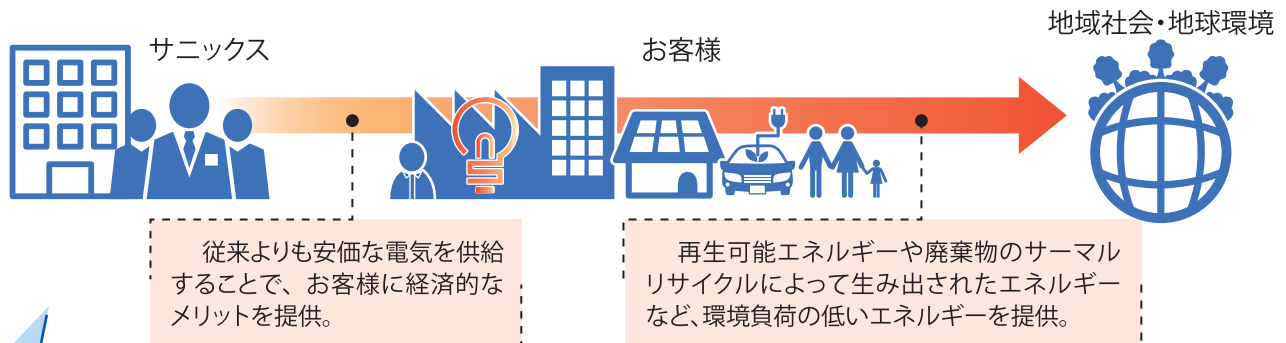 サニックス
お客様
地域社会・地球環境
従来よりも安価な電気を供給
することで、お客様に経済的な
メリットを提供。
再生可能エネルギーや廃棄物のサーマル
リサイクルによって生み出されたエネルギー
など、環境負荷の低いエネルギーを提供。